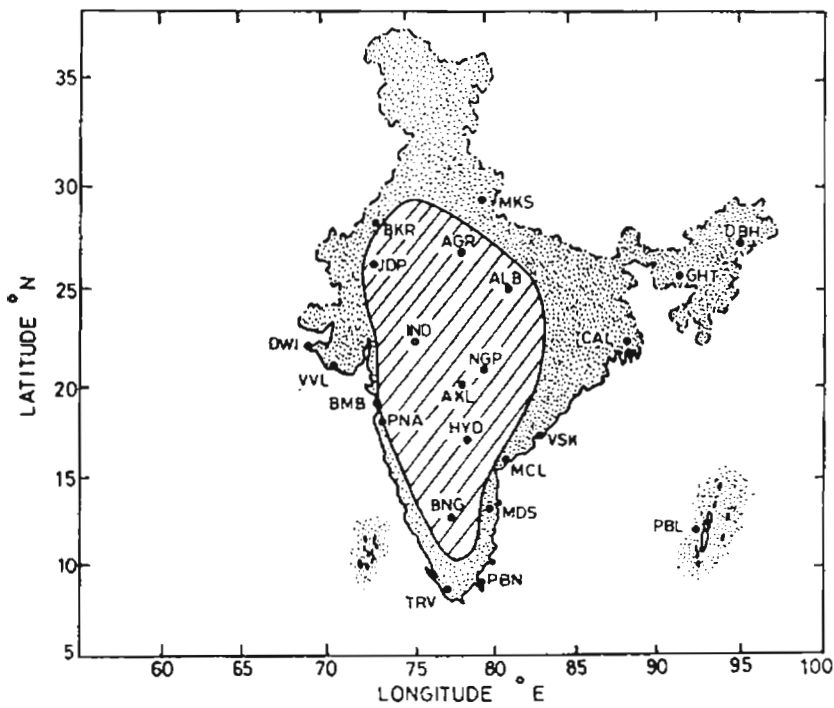 35
MKS
30
BKR
AGR
DBH
JDP
GHT
ALB
25
LATITUDE °N
IND
DWI
CAL
NGP
VVL
20
AXL
BMB
PNA
HYD
VSK
MCL
15
BNG
MDS
PBL
10
PBN
TRV
5
60 65 70 75 80 85 90 95 100
LONGITUDE °E